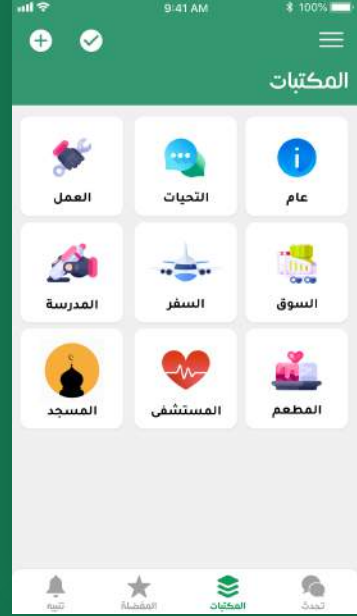 9:41 AM 100%
المكتبات
عام التحيات العمل
السوق السفر المدرسة
المطعم المستشفى المسجد
تحدث المكتبات المفضلة تنبيه